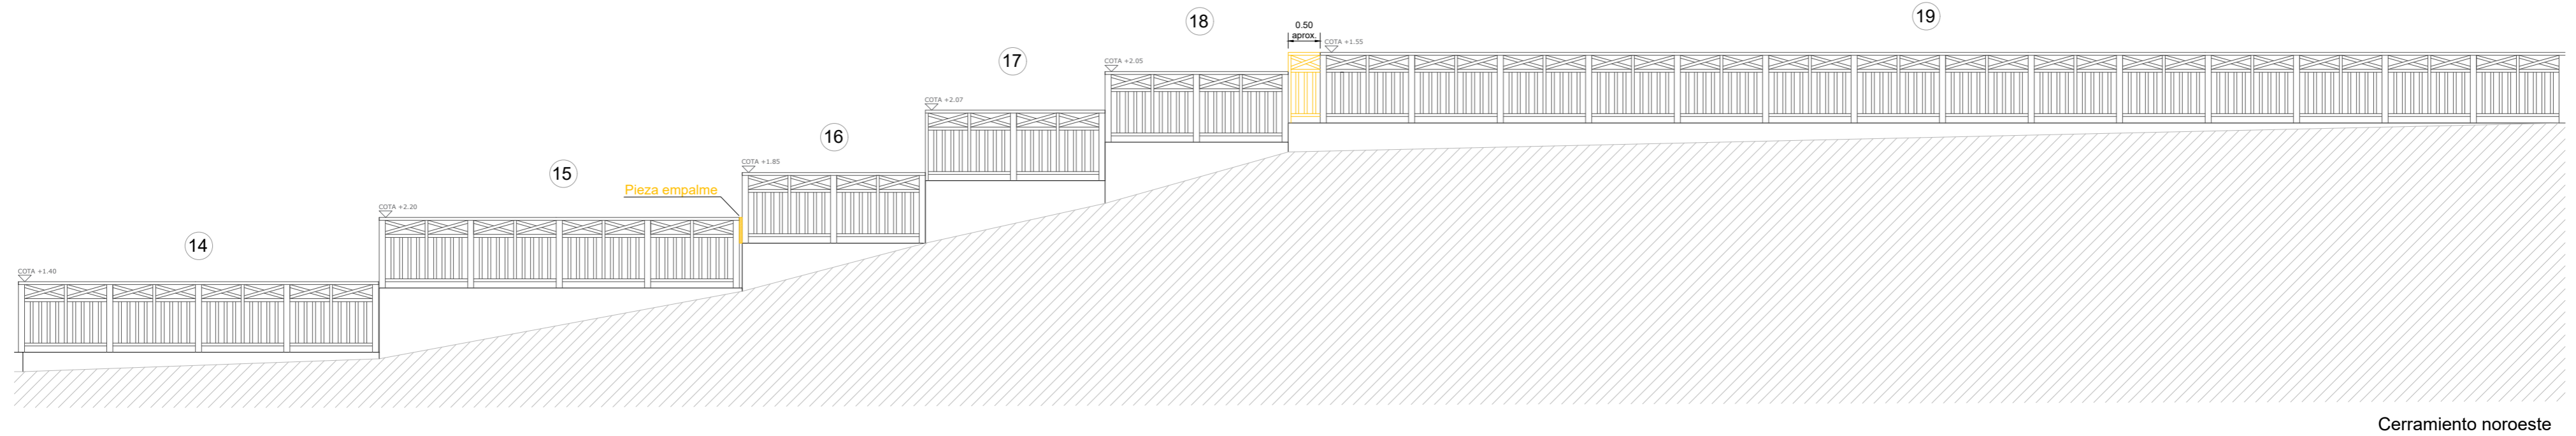 14
COTA +1.40
15
COTA +2.20
Pieza empalme
16
COTA +1.85
17
COTA +2.07
18
COTA +2.05
0.50
aprox.
19
COTA +1.55
Cerramiento noroeste